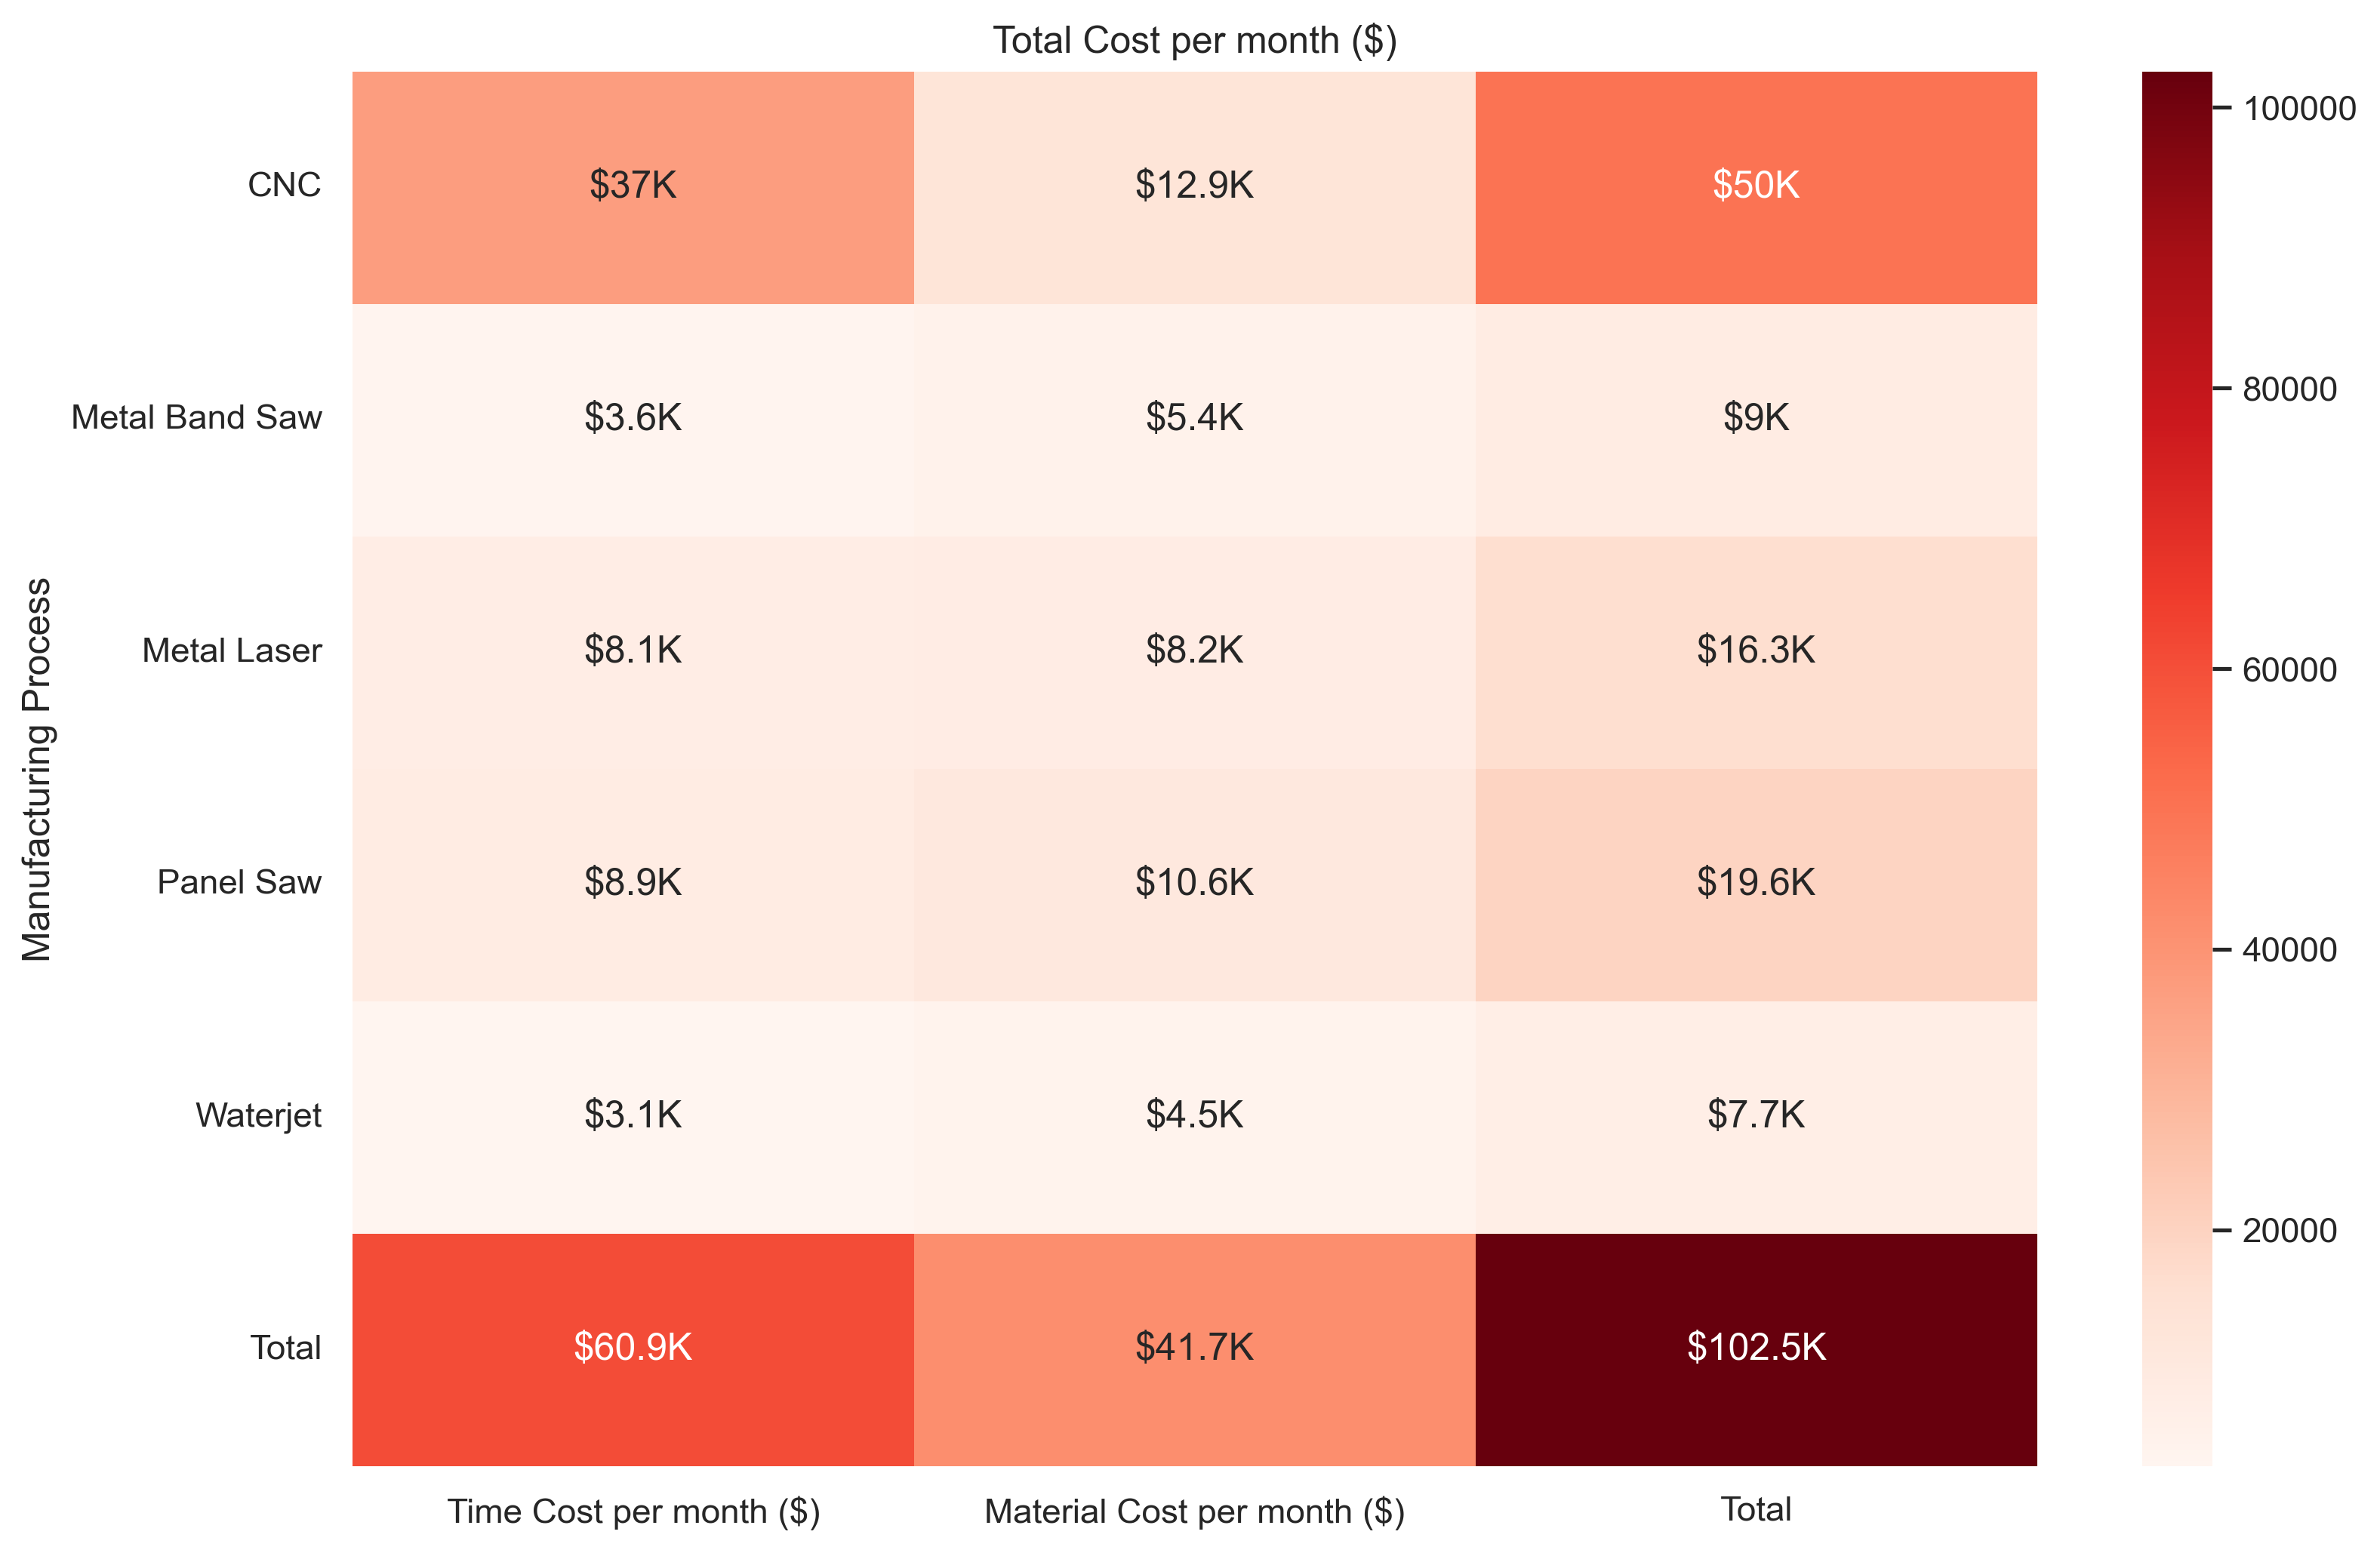 Total Cost per month ($)
Manufacturing Process
CNC $37K $12.9K $50K
Metal Band Saw $3.6K $5.4K $9K
Metal Laser $8.1K $8.2K $16.3K
Panel Saw $8.9K $10.6K $19.6K
Waterjet $3.1K $4.5K $7.7K
Total $60.9K $41.7K $102.5K
Time Cost per month ($) Material Cost per month ($) Total
100000
80000
60000
40000
20000